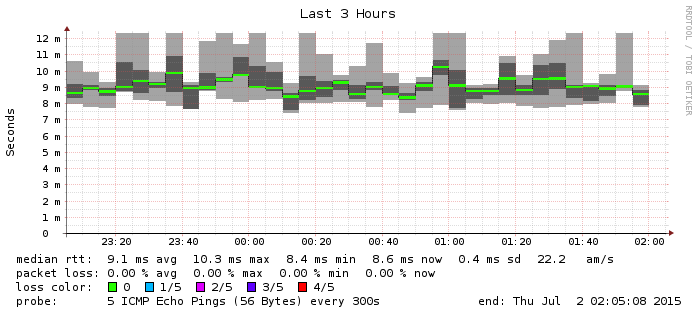 Last 3 Hours
RRDTOOL / TOBI OETIKER
Seconds
12 m
11 m
10 m
9 m
8 m
7 m
6 m
5 m
4 m
3 m
2 m
1 m
0
23:20 23:40 00:00 00:20 00:40 01:00 01:20 01:40 02:00
median rtt: 9.1 ms avg 10.3 ms max 8.4 ms min 8.6 ms now 0.4 ms sd 22.2 am/s
packet loss: 0.00 % avg 0.00 % max 0.00 % min 0.00 % now
loss color: 0 1/5 2/5 3/5 4/5
probe: 5 ICMP Echo Pings (56 Bytes) every 300s end: Thu Jul 2 02:05:08 2015